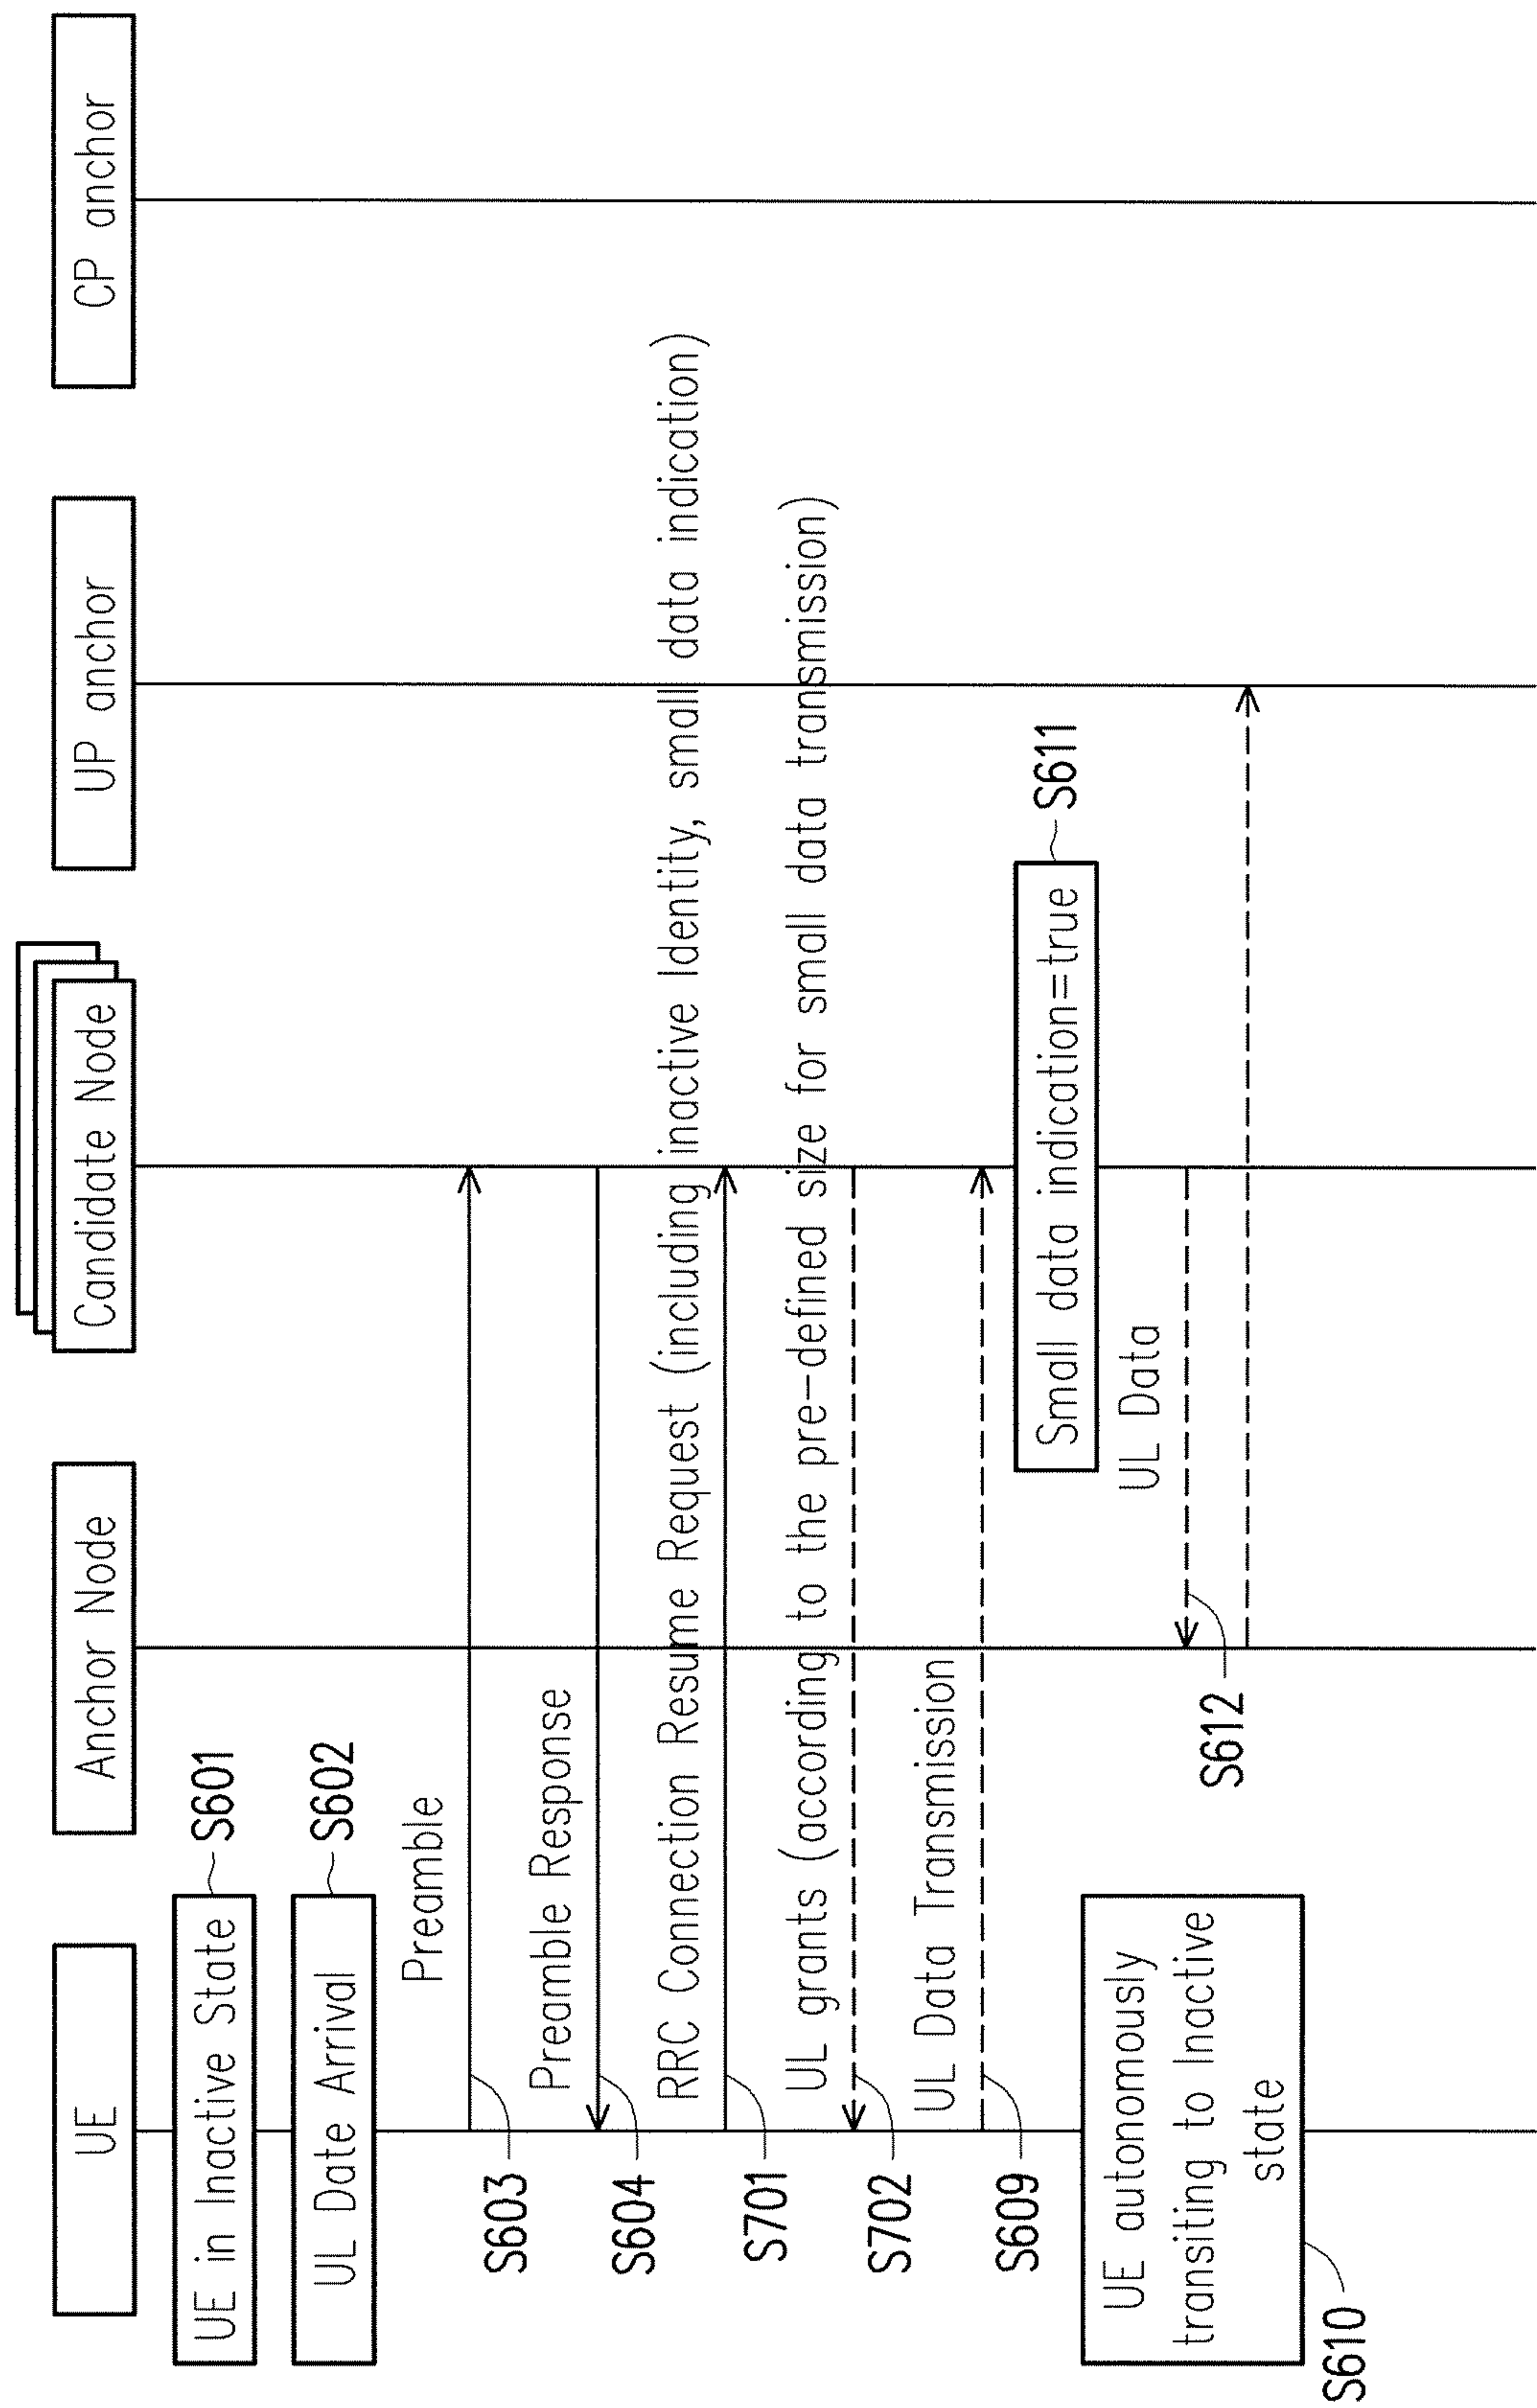 UE
Anchor Node
Candidate Node
UP anchor
CP anchor
UE in Inactive State
S601
UL Date Arrival
S602
Preamble
S603
Preamble Response
S604
RRC Connection Resume Request (including inactive Identity, small data indication)
S701
UL grants (according to the pre-defined size for small data transmission)
S702
UL Data Transmission
S609
Small data indication=true
S611
UE autonomously
transiting to Inactive
state
S610
UL Data
S612